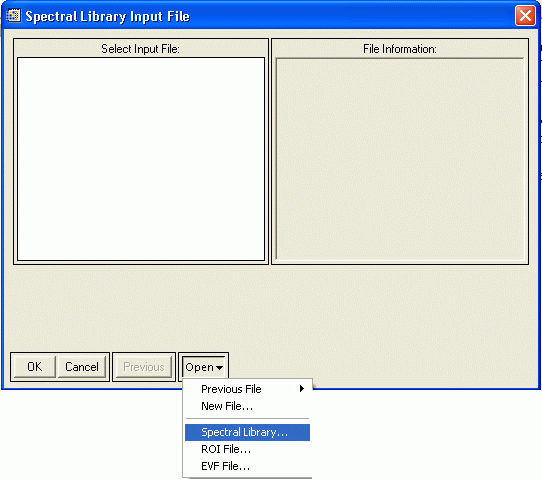 Spectral Library Input File
Select Input File:
File Information:
OK Cancel Previous Open
Previous File
New File...
Spectral Library...
ROI File...
EVF File...